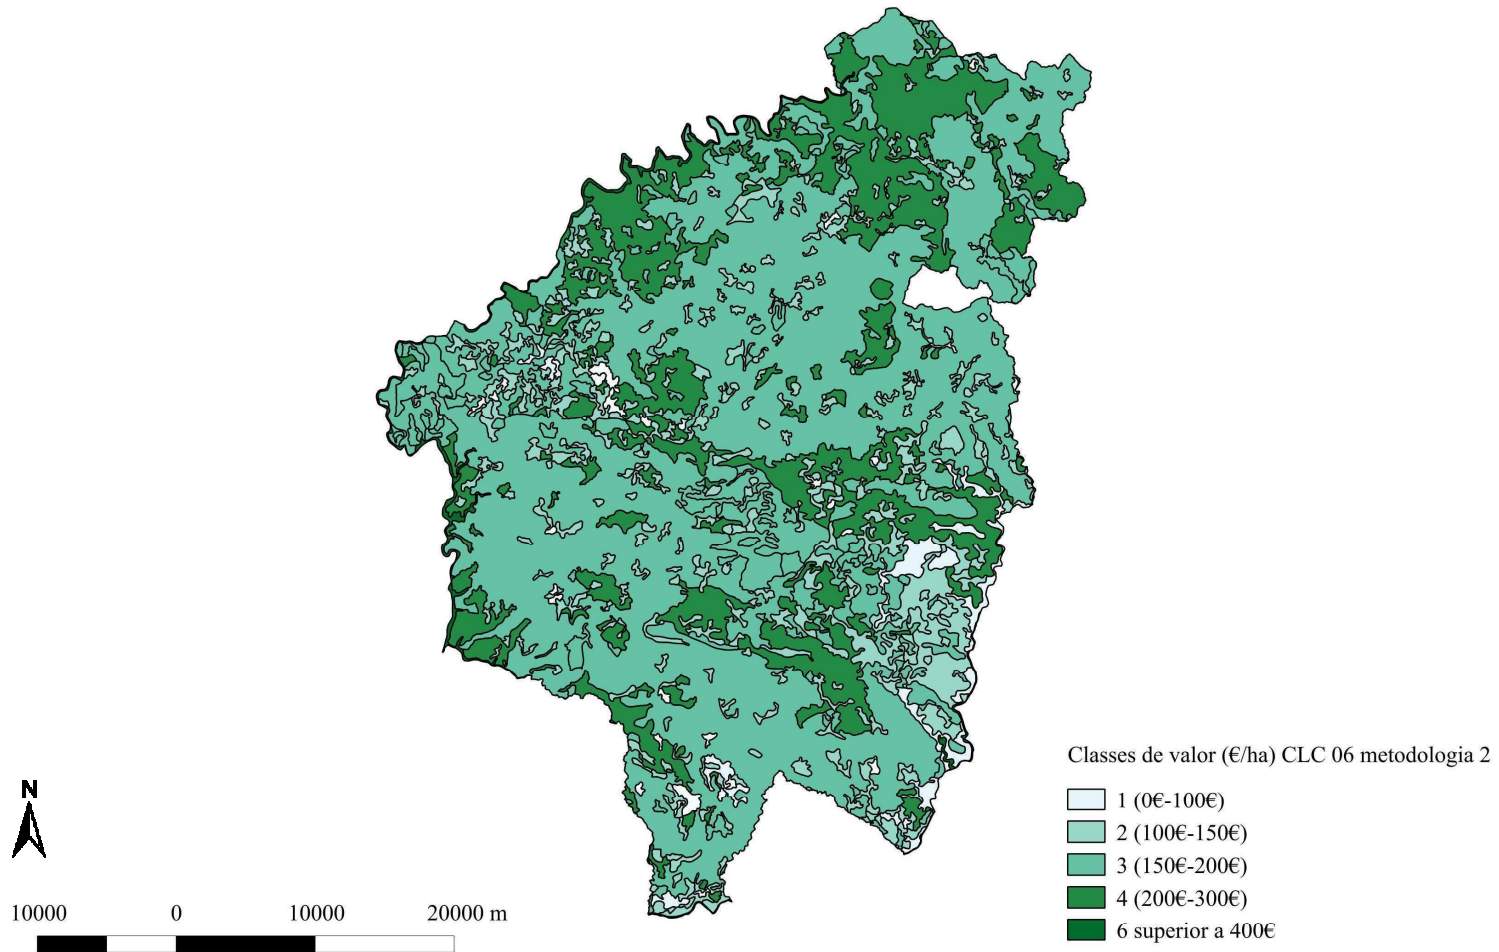 Classes de valor (€/ha) CLC 06 metodologia 2
1 (0€-100€)
2 (100€-150€)
3 (150€-200€)
4 (200€-300€)
6 superior a 400€
N
10000 0 10000 20000 m